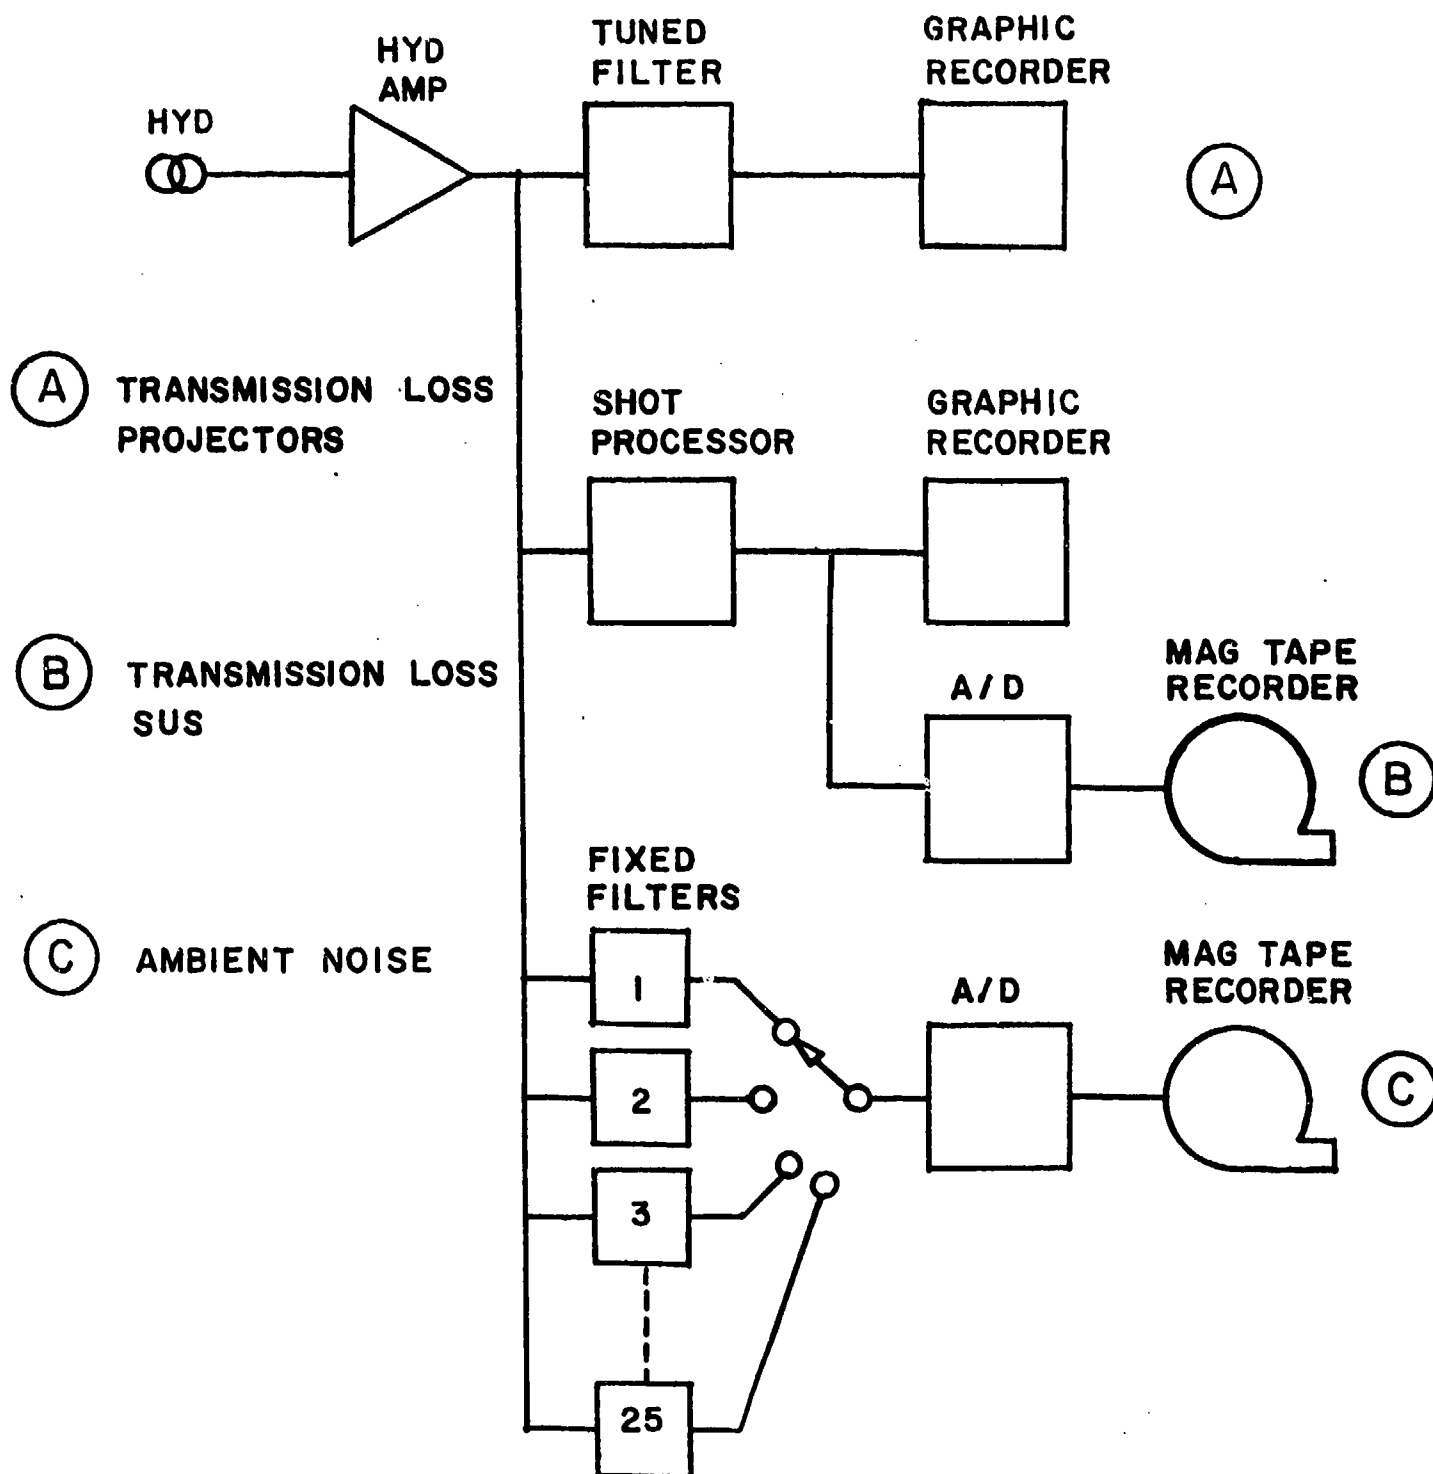 HYD
HYD
AMP
TUNED
FILTER
GRAPHIC
RECORDER
A
A TRANSMISSION LOSS
PROJECTORS
SHOT
PROCESSOR
GRAPHIC
RECORDER
B TRANSMISSION LOSS
SUS
A/D
MAG TAPE
RECORDER
B
C AMBIENT NOISE
FIXED
FILTERS
1
2
3
25
A/D
MAG TAPE
RECORDER
C